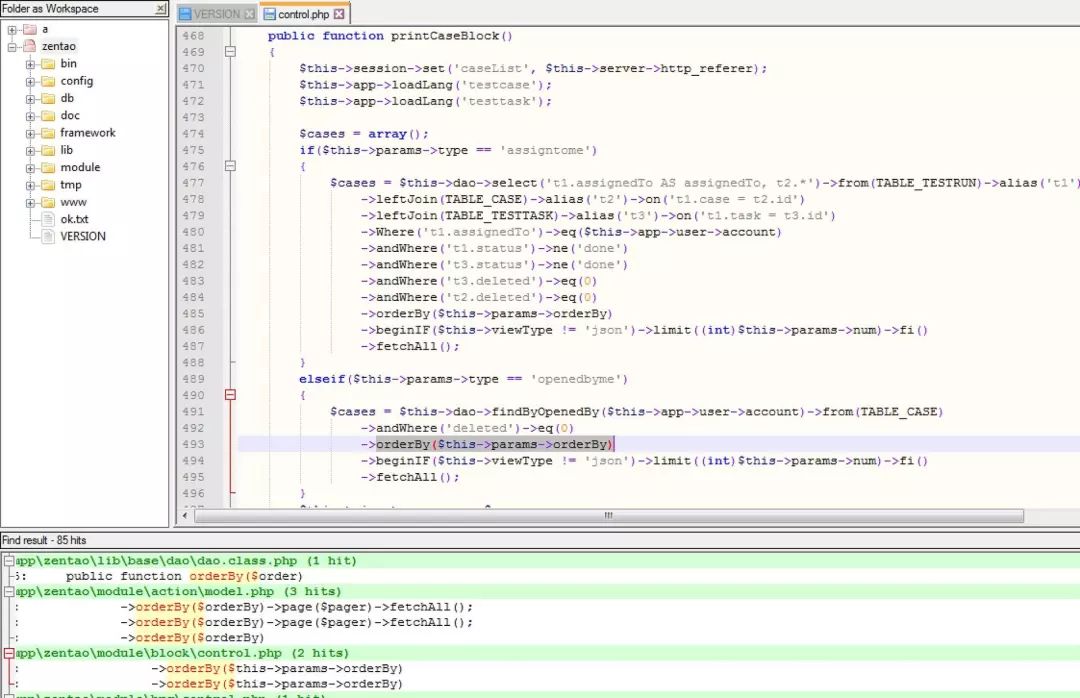 Folder as Workspace
VERSION control.php
a
zentao
bin
config
db
doc
framework
lib
module
tmp
www
ok.txt
VERSION
468 public function printCaseBlock()
469 {
470 $this->session->set('caseList', $this->server->http_referer);
471 $this->app->loadLang('testcase');
472 $this->app->loadLang('testtask');
473
474 $cases = array();
475 if($this->params->type == 'assigntome')
476 {
477 $cases = $this->dao->select('t1.assignedTo AS assignedTo, t2.*')->from(TABLE_TESTRUN)->alias('t1')
478 ->leftJoin(TABLE_CASE)->alias('t2')->on('t1.case = t2.id')
479 ->leftJoin(TABLE_TESTTASK)->alias('t3')->on('t1.task = t3.id')
480 ->Where('t1.assignedTo')->eq($this->app->user->account)
481 ->andWhere('t1.status')->ne('done')
482 ->andWhere('t3.status')->ne('done')
483 ->andWhere('t3.deleted')->eq(0)
484 ->andWhere('t2.deleted')->eq(0)
485 ->orderBy($this->params->orderBy)
486 ->beginIF($this->viewType != 'json')->limit((int)$this->params->num)->fi()
487 ->fetchAll();
488 }
489 elseif($this->params->type == 'openedbyme')
490 {
491 $cases = $this->dao->findByOpenedBy($this->app->user->account)->from(TABLE_CASE)
492 ->andWhere('deleted')->eq(0)
493 ->orderBy($this->params->orderBy)
494 ->beginIF($this->viewType != 'json')->limit((int)$this->params->num)->fi()
495 ->fetchAll();
496 }
Find result - 85 hits
app\zentao\lib\base\dao\dao.class.php (1 hit)
5: public function orderBy($order)
app\zentao\module\action\model.php (3 hits)
: ->orderBy($orderBy)->page($pager)->fetchAll();
: ->orderBy($orderBy)->page($pager)->fetchAll();
: ->orderBy($orderBy)
app\zentao\module\block\control.php (2 hits)
: ->orderBy($this->params->orderBy)
: ->orderBy($this->params->orderBy)